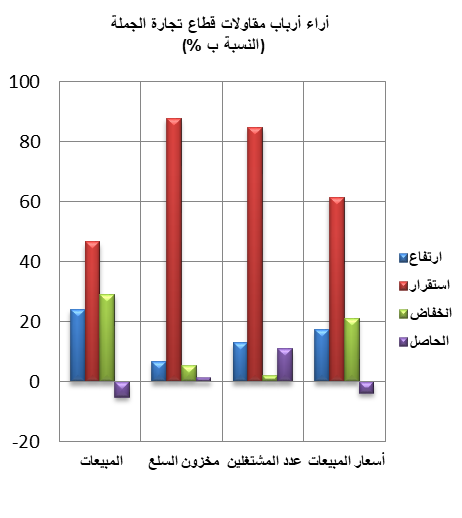 أراء أرباب مقاولات قطاع تجارة الجملة
(النسبة ب %)
100
80
60
40
20
0
-20
ارتفاع
استقرار
انخفاض
الحاصل
المبيعات
مخزون السلع
عدد المشتغلين
أسعار المبيعات